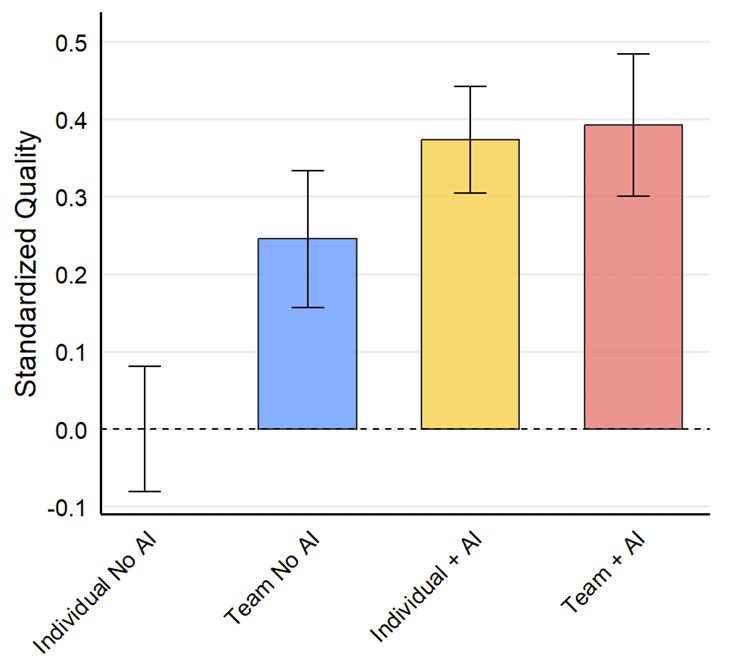 Standardized Quality
0.5
0.4
0.3
0.2
0.1
0.0
-0.1
Individual No AI
Team No AI
Individual + AI
Team + AI